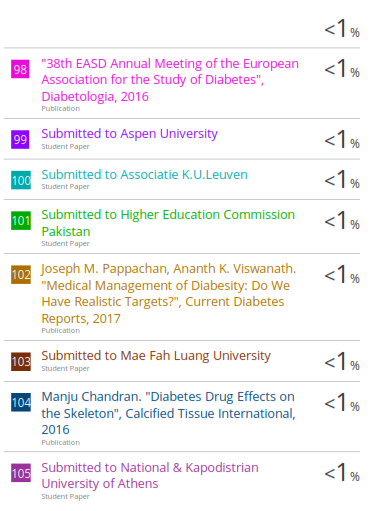 <1%
98 "38th EASD Annual Meeting of the European <1%
Association for the Study of Diabetes",
Diabetologia, 2016
Publication
99 Submitted to Aspen University <1%
Student Paper
100 Submitted to Associatie K.U.Leuven <1%
Student Paper
101 Submitted to Higher Education Commission <1%
Pakistan
Student Paper
102 Joseph M. Pappachan, Ananth K. Viswanath. <1%
"Medical Management of Diabesity: Do We
Have Realistic Targets?", Current Diabetes
Reports, 2017
Publication
103 Submitted to Mae Fah Luang University <1%
Student Paper
104 Manju Chandran. "Diabetes Drug Effects on <1%
the Skeleton", Calcified Tissue International,
2016
Publication
105 Submitted to National & Kapodistrian <1%
University of Athens
Student Paper